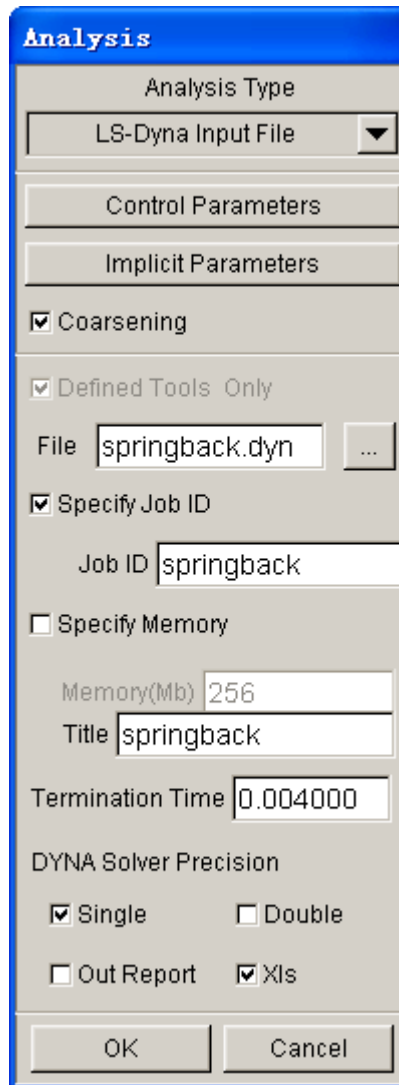 Analysis
Analysis Type
LS-Dyna Input File
Control Parameters
Implicit Parameters
Coarsening
Defined Tools Only
File springback.dyn ...
Specify Job ID
Job ID springback
Specify Memory
Memory(Mb) 256
Title springback
Termination Time 0.004000
DYNA Solver Precision
Single Double
Out Report Xls
OK Cancel